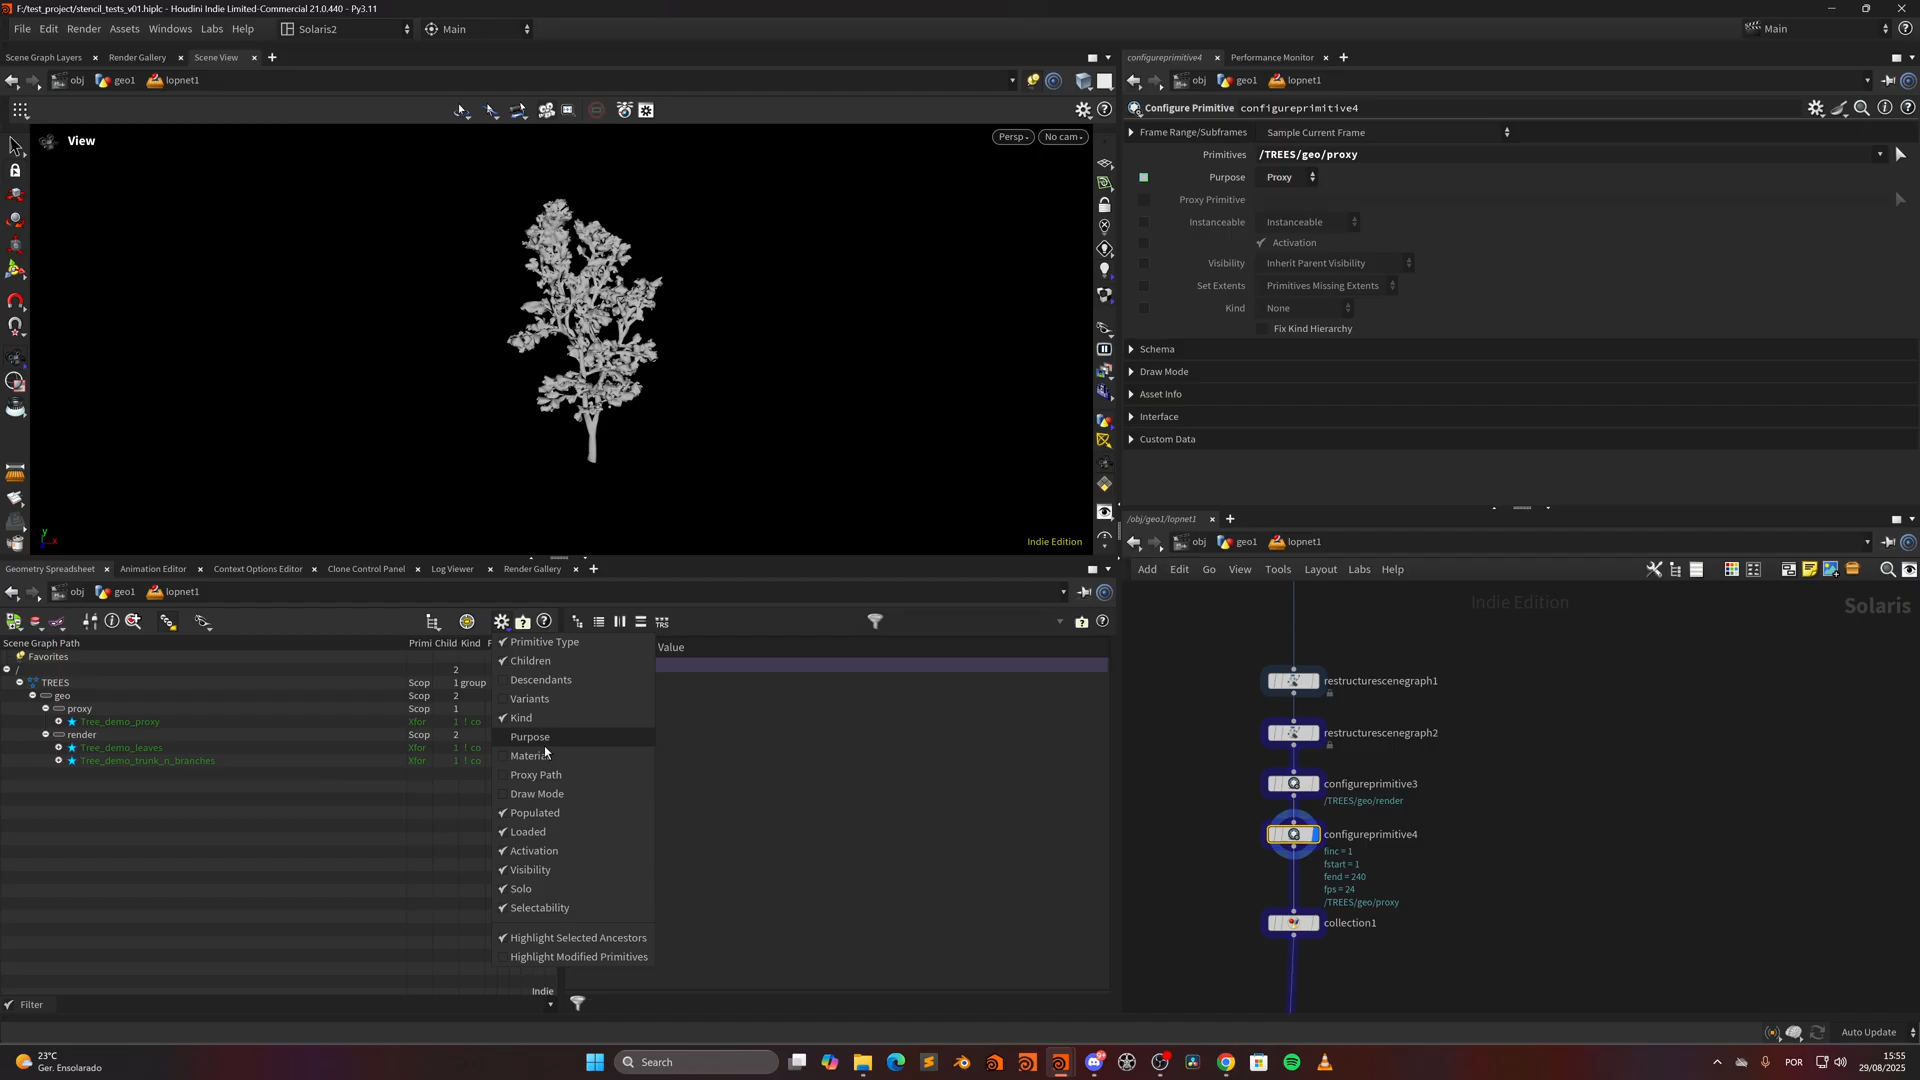 F:/test_project/stencil_tests_v01.hiplc - Houdini Indie Limited-Commercial 21.0.440 - Py3.11
File Edit Render Assets Windows Labs Help Solaris2 Main Main
Scene Graph Layers Render Gallery Scene View
obj geo1 lopnet1
View
Persp No cam
Indie Edition
configureprimitive4 Performance Monitor
obj geo1 lopnet1
Configure Primitive configureprimitive4
Frame Range/Subframes Sample Current Frame
Primitives /TREES/geo/proxy
Purpose Proxy
Proxy Primitive
Instanceable Instanceable
Activation
Visibility Inherit Parent Visibility
Set Extents Primitives Missing Extents
Kind None
Fix Kind Hierarchy
Schema
Draw Mode
Asset Info
Interface
Custom Data
/obj/geo1/lopnet1
obj geo1 lopnet1
Add Edit Go View Tools Layout Labs Help
Indie Edition Solaris
restructurescenegraph1
restructurescenegraph2
configureprimitive3
/TREES/geo/render
configureprimitive4
finc = 1
fstart = 1
fend = 240
fps = 24
/TREES/geo/proxy
collection1
Geometry Spreadsheet Animation Editor Context Options Editor Clone Control Panel Log Viewer Render Gallery
obj geo1 lopnet1
Scene Graph Path Primi Child Kind
Favorites
/ 2
TREES Scop 1 group
geo Scop 2
proxy Scop 1
Tree_demo_proxy Xfor 1 ! co
render Scop 2
Tree_demo_leaves Xfor 1 ! co
Tree_demo_trunk_n_branches Xfor 1 ! co
Primitive Type
Children
Descendants
Variants
Kind
Purpose
Material
Proxy Path
Draw Mode
Populated
Loaded
Activation
Visibility
Solo
Selectability
Highlight Selected Ancestors
Highlight Modified Primitives
Value
Indie
Filter
Auto Update
23°C
Ger. Ensolarado
Search
POR
15:55
29/08/2025